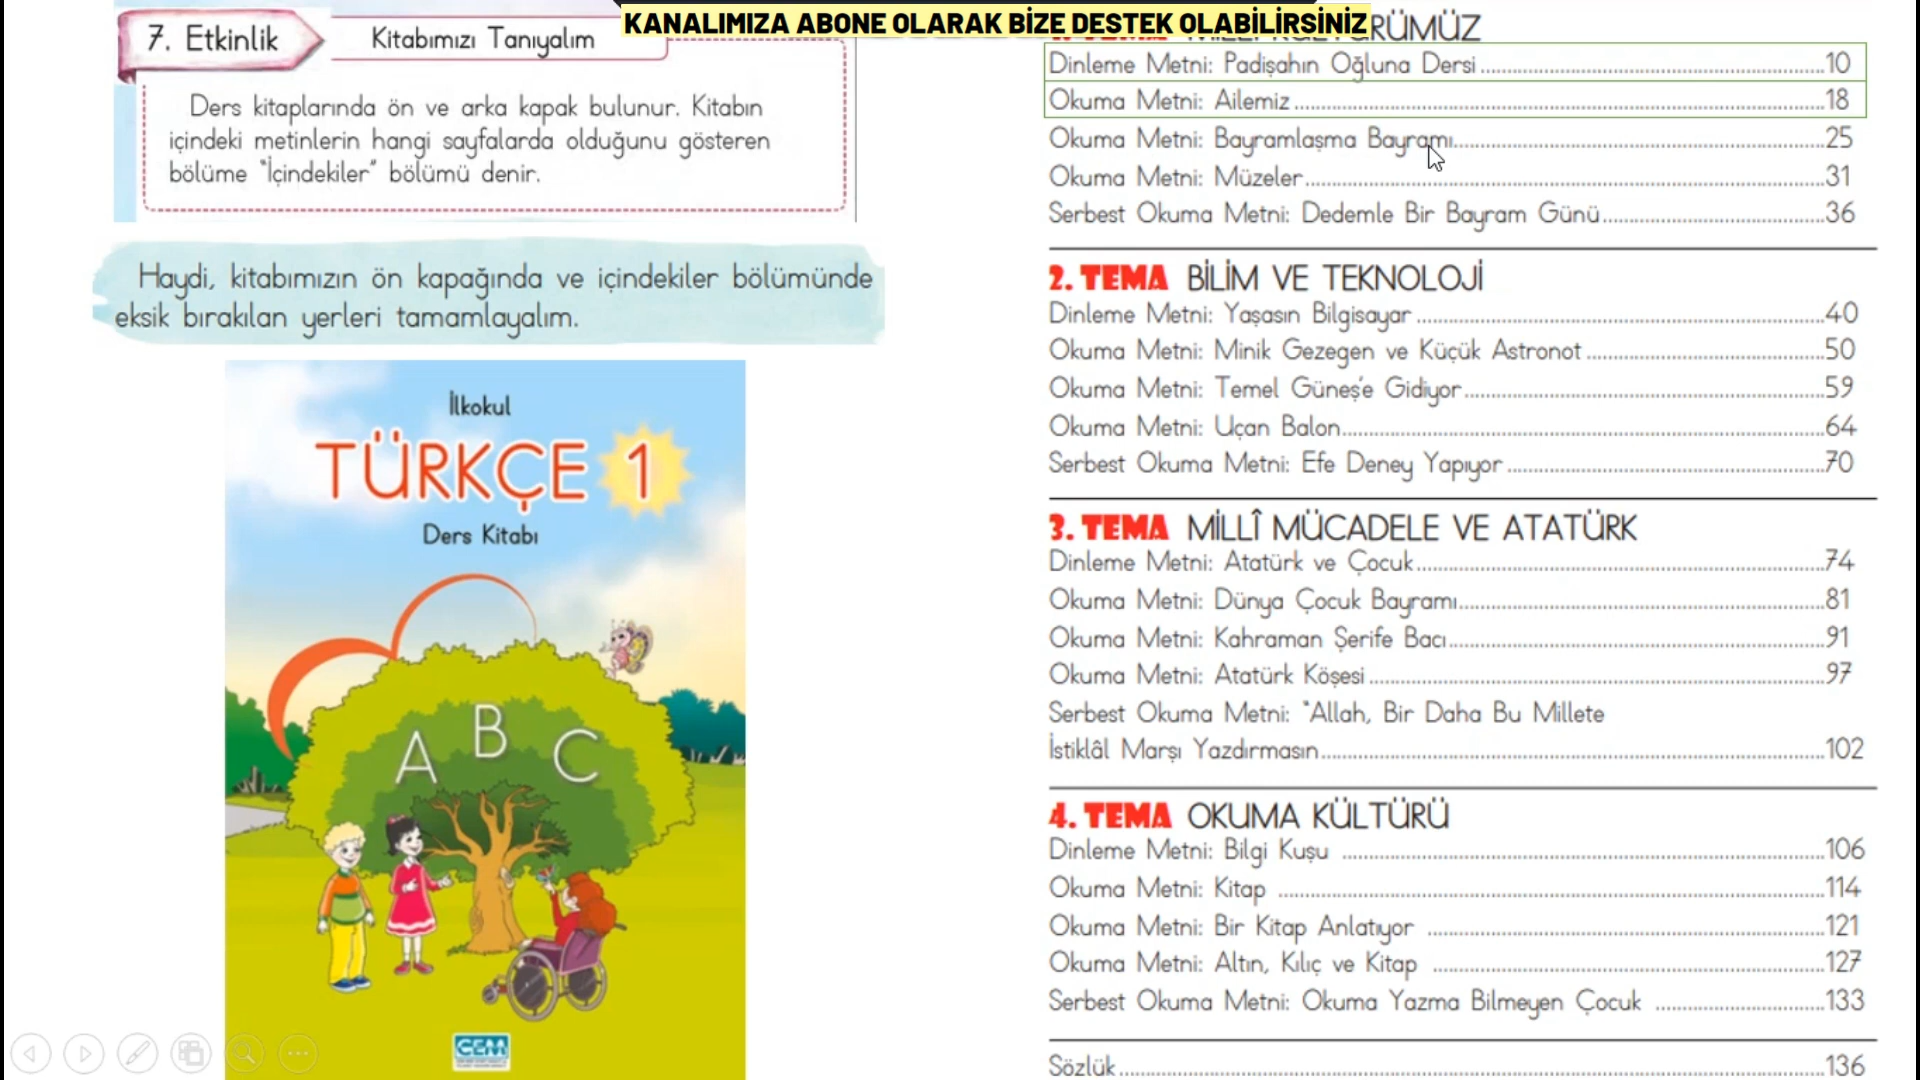 KANALIMIZA ABONE OLARAK BİZE DESTEK OLABİLİRSİNİZ
7. Etkinlik
Kitabımızı Tanıyalım
Ders kitaplarında ön ve arka kapak bulunur. Kitabın
içindeki metinlerin hangi sayfalarda olduğunu gösteren
bölüme "İçindekiler" bölümü denir.
Haydi, kitabımızın ön kapağında ve içindekiler bölümünde
eksik bırakılan yerleri tamamlayalım.
İlkokul
TÜRKÇE 1
Ders Kitabı
A B C
CEM
Dinleme Metni: Padişahın Oğluna Dersi ..... 10
Okuma Metni: Ailemiz ..... 18
Okuma Metni: Bayramlaşma Bayramı ..... 25
Okuma Metni: Müzeler ..... 31
Serbest Okuma Metni: Dedemle Bir Bayram Günü ..... 36
2. TEMA BİLİM VE TEKNOLOJİ
Dinleme Metni: Yaşasın Bilgisayar ..... 40
Okuma Metni: Minik Gezegen ve Küçük Astronot ..... 50
Okuma Metni: Temel Güneş'e Gidiyor ..... 59
Okuma Metni: Uçan Balon ..... 64
Serbest Okuma Metni: Efe Deney Yapıyor ..... 70
3. TEMA MİLLÎ MÜCADELE VE ATATÜRK
Dinleme Metni: Atatürk ve Çocuk ..... 74
Okuma Metni: Dünya Çocuk Bayramı ..... 81
Okuma Metni: Kahraman Şerife Bacı ..... 91
Okuma Metni: Atatürk Köşesi ..... 97
Serbest Okuma Metni: "Allah, Bir Daha Bu Millete
İstiklâl Marşı Yazdırmasın ..... 102
4. TEMA OKUMA KÜLTÜRÜ
Dinleme Metni: Bilgi Kuşu ..... 106
Okuma Metni: Kitap ..... 114
Okuma Metni: Bir Kitap Anlatıyor ..... 121
Okuma Metni: Altın, Kılıç ve Kitap ..... 127
Serbest Okuma Metni: Okuma Yazma Bilmeyen Çocuk ..... 133
Sözlük ..... 136